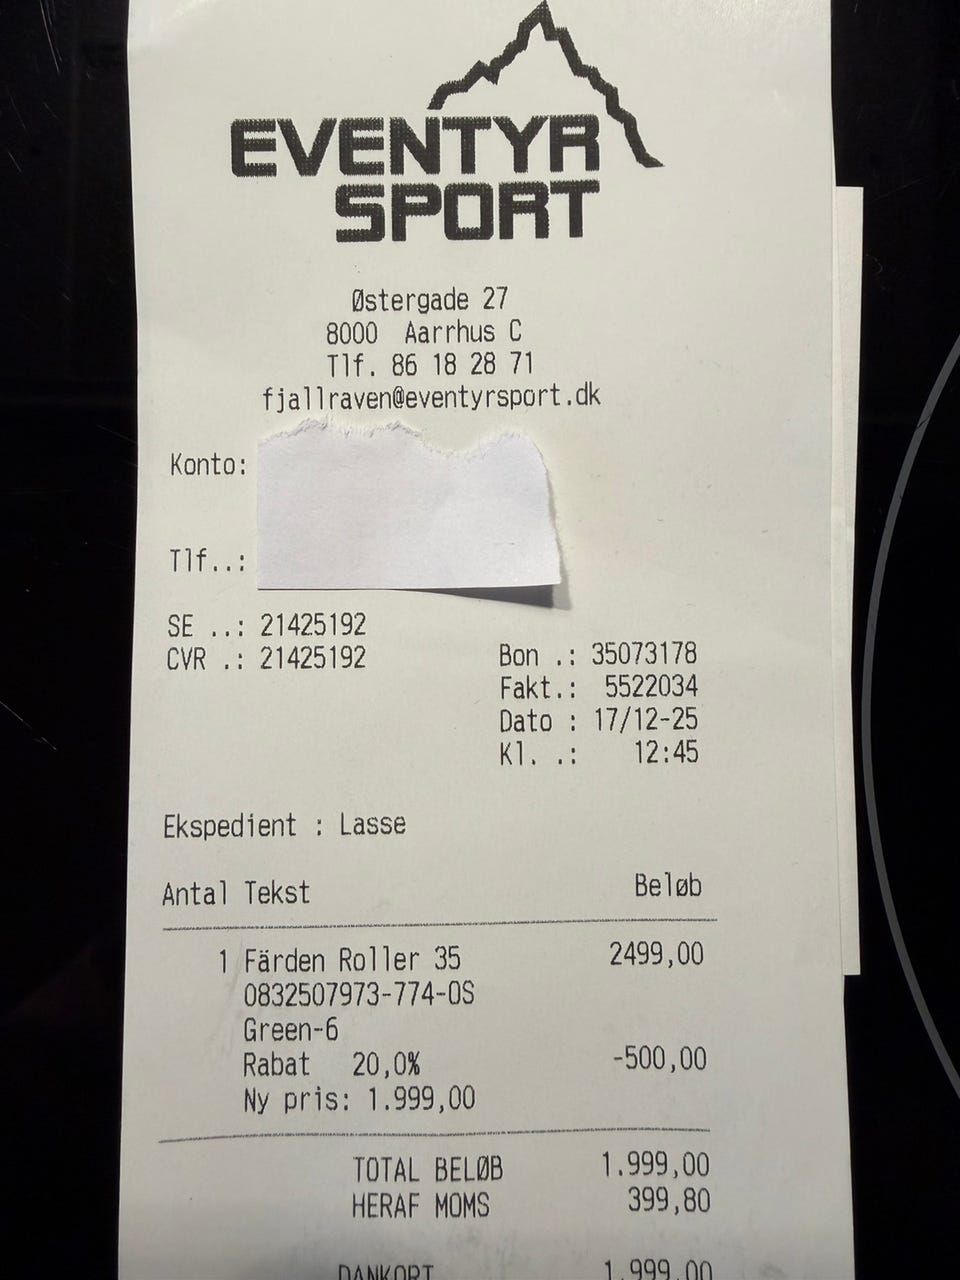 EVENTYR
SPORT
Østergade 27
8000 Aarrhus C
Tlf. 86 18 28 71
fjallraven@eventyrsport.dk
Konto:
Tlf..:
SE ..: 21425192
CVR .: 21425192
Bon .: 35073178
Fakt.: 5522034
Dato : 17/12-25
Kl. .: 12:45
Ekspedient : Lasse
Antal Tekst Beløb
1 Färden Roller 35 2499,00
0832507973-774-OS
Green-6
Rabat 20,0% -500,00
Ny pris: 1.999,00
TOTAL BELØB 1.999,00
HERAF MOMS 399,80
DANKORT 1.999,00